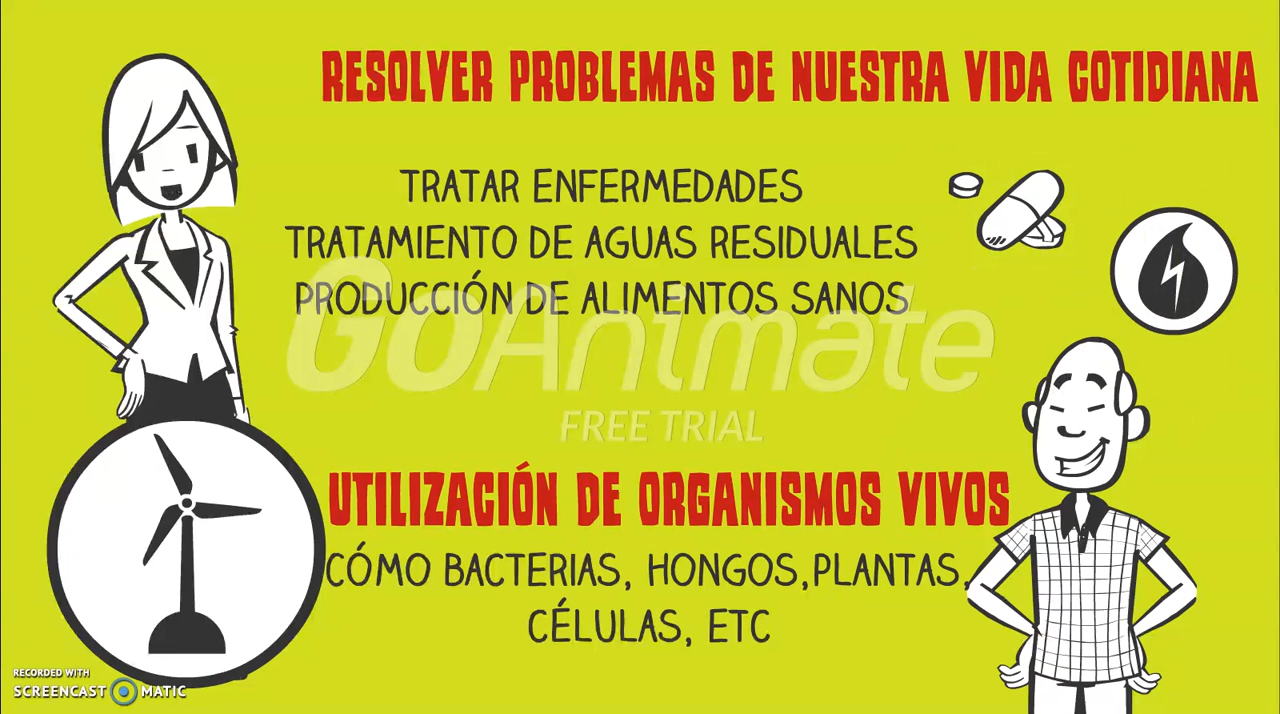 RESOLVER PROBLEMAS DE NUESTRA VIDA COTIDIANA
TRATAR ENFERMEDADES
TRATAMIENTO DE AGUAS RESIDUALES
PRODUCCIÓN DE ALIMENTOS SANOS
GoAnimate
FREE TRIAL
UTILIZACIÓN DE ORGANISMOS VIVOS
CÓMO BACTERIAS, HONGOS,PLANTAS,
CÉLULAS, ETC
RECORDED WITH
SCREENCAST MATIC